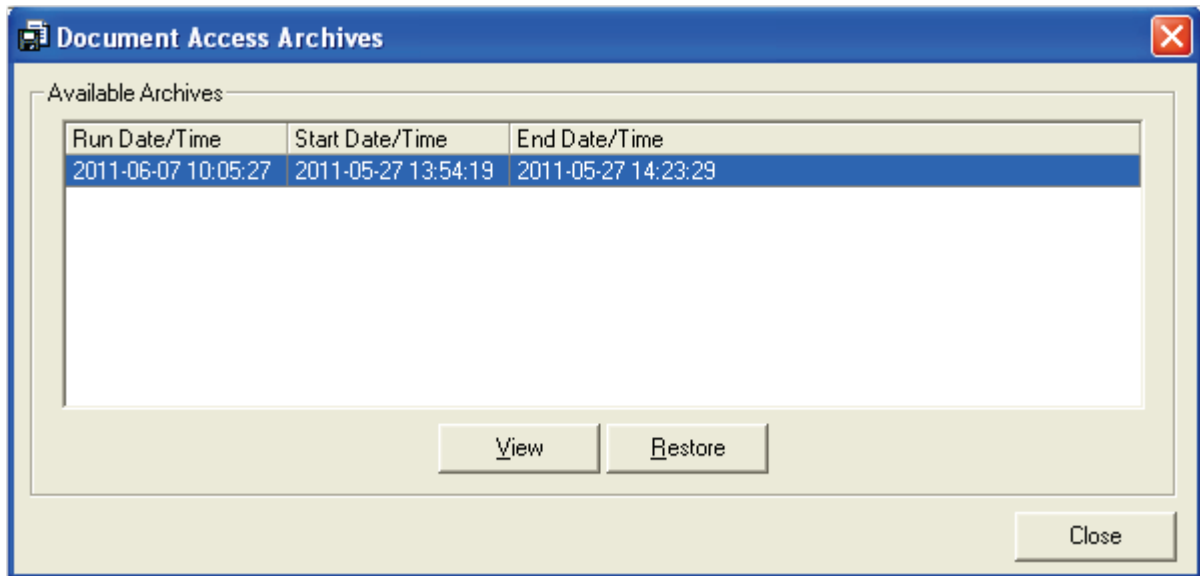 Document Access Archives
Available Archives
Run Date/Time Start Date/Time End Date/Time
2011-06-07 10:05:27 2011-05-27 13:54:19 2011-05-27 14:23:29
View Restore
Close